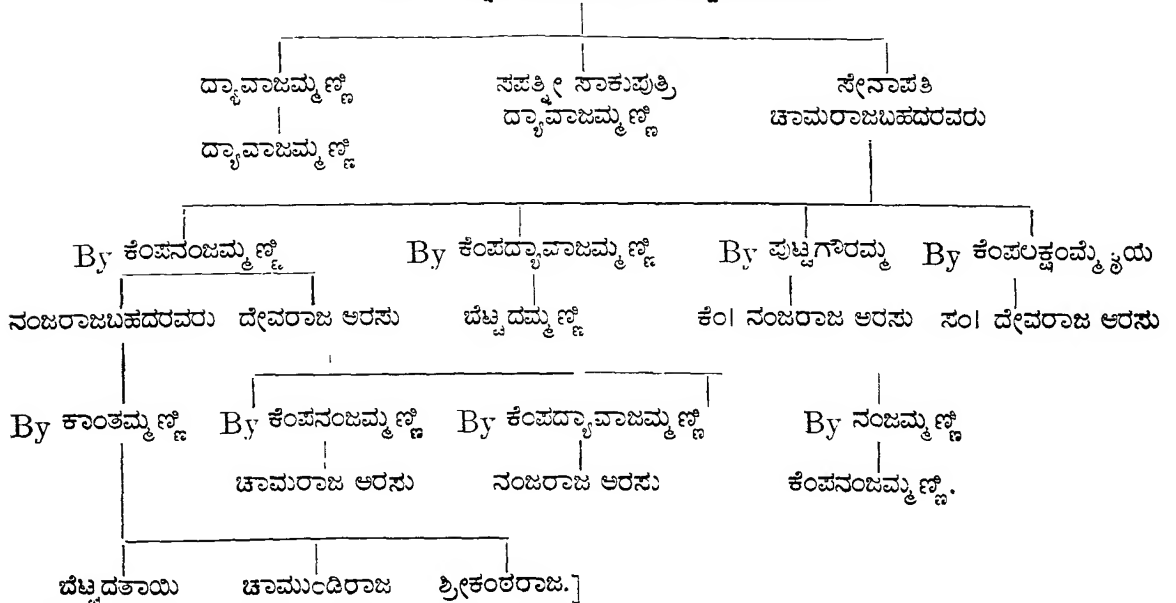 ದ್ಯಾವಾಜಮ್ಮಣ್ಣಿ ಸಪತ್ನೀ ಸಾಕುಪುತ್ರಿ ಸೇನಾಪತಿ
ದ್ಯಾವಾಜಮ್ಮಣ್ಣಿ ಚಾಮರಾಜಬಹದರವರು
ದ್ಯಾವಾಜಮ್ಮಣ್ಣಿ
By ಕೆಂಪನಂಜಮ್ಮಣ್ಣಿ By ಕೆಂಪದ್ಯಾವಾಜಮ್ಮಣ್ಣಿ By ಪುಟ್ಟಗೌರಮ್ಮ By
ನಂಜರಾಜಬಹದರವರು ದೇವರಾಜ ಅರಸು ಬೆಟ್ಟದಮ್ಮಣ್ಣಿ ಕೆಂ| ನಂಜರಾಜ ಅರಸು ಸಂ| ದೇವರಾಜ ಅರಸು
By ಕಾಂತಮ್ಮಣ್ಣಿ By ಕೆಂಪನಂಜಮ್ಮಣ್ಣಿ By ಕೆಂಪದ್ಯಾವಾಜಮ್ಮಣ್ಣಿ By ನಂಜಮ್ಮಣ್ಣಿ
ಚಾಮರಾಜ ಅರಸು ನಂಜರಾಜ ಅರಸು ಕೆಂಪನಂಜಮ್ಮಣ್ಣಿ.
ಬೆಟ್ಟದತಾಯಿ ಚಾಮುಂಡಿರಾಜ ಶ್ರೀಕಂಠರಾಜ.]